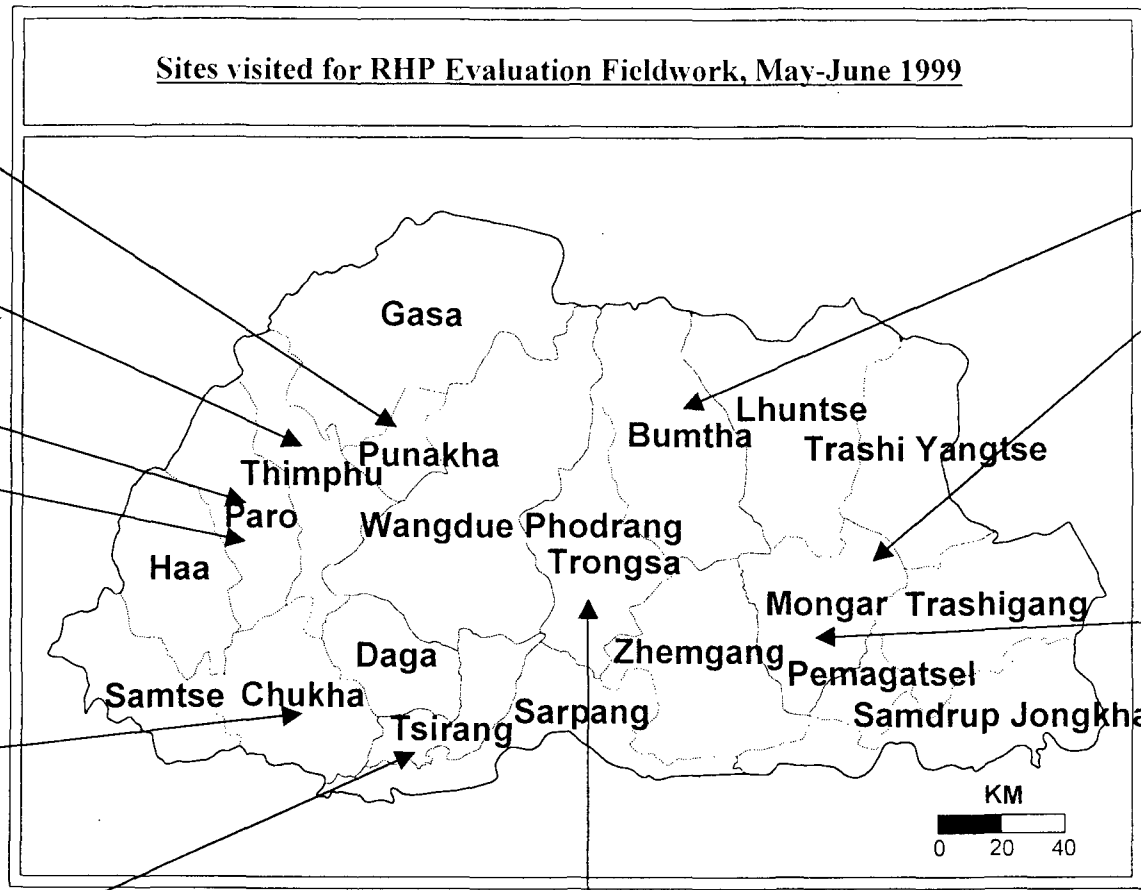 Sites visited for RHP Evaluation Fieldwork, May-June 1999
Gasa
Lhuntse
Bumtha
Trashi Yangtse
Punakha
Thimphu
Paro
Wangdue Phodrang
Trongsa
Haa
Mongar Trashigang
Daga
Zhemgang
Pemagatsel
Samtse Chukha
Sarpang
Samdrup Jongkha
Tsirang
KM
0 20 40